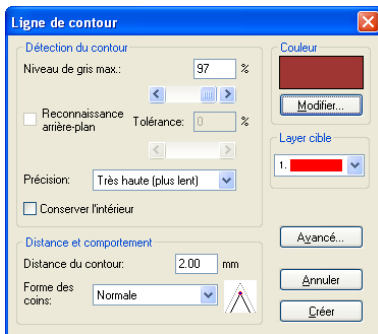 Ligne de contour
Détection du contour
Niveau de gris max.: 97 %
Reconnaissance
arrière-plan
Tolérance: 0 %
Précision: Très haute (plus lent)
Conserver l'intérieur
Distance et comportement
Distance du contour: 2.00 mm
Forme des
coins:
Normale
Couleur
Modifier...
Layer cible
1.
Avancé...
Annuler
Créer